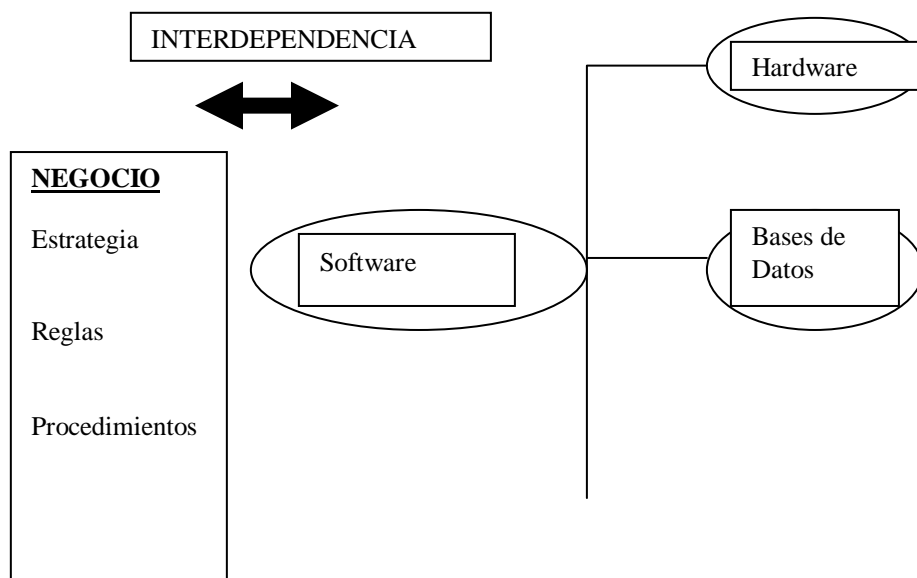 INTERDEPENDENCIA
Hardware
NEGOCIO
Estrategia
Software
Bases de
Datos
Reglas
Procedimientos